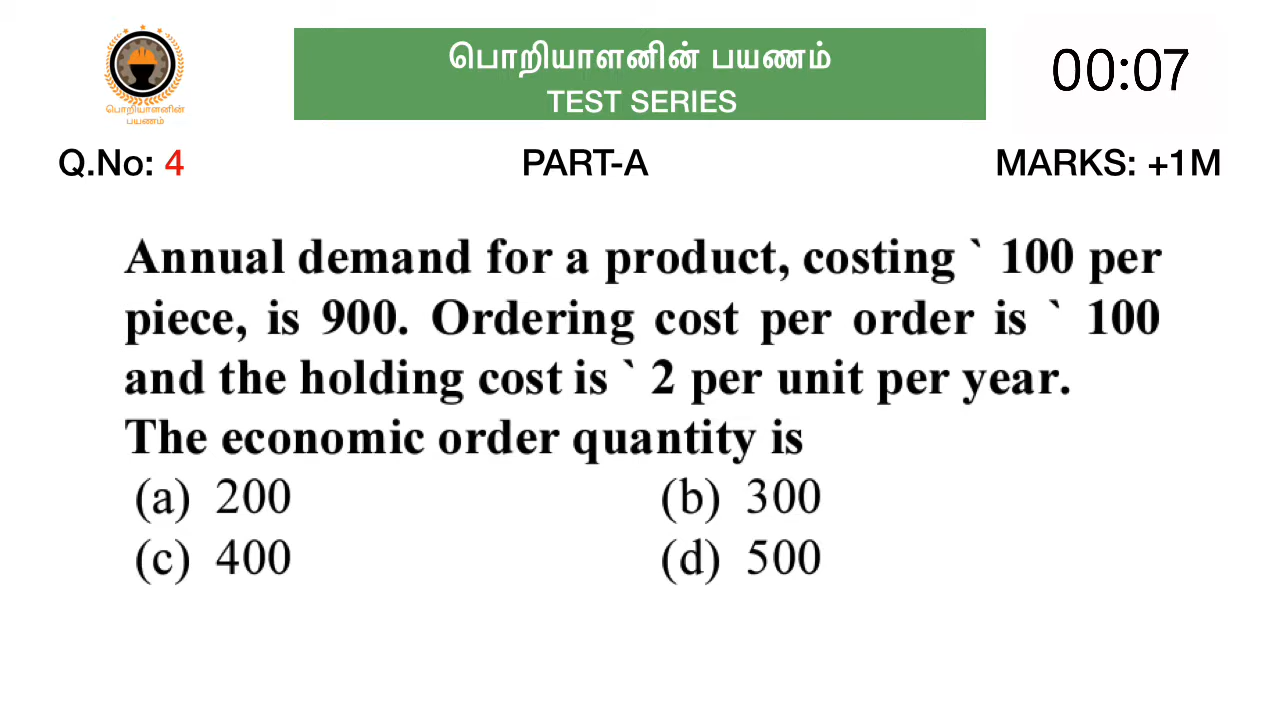 பொறியாளனின்
பயணம்
பொறியாளனின் பயணம்
TEST SERIES
00:07
Q.No: 4
PART-A
MARKS: +1M
Annual demand for a product, costing ` 100 per
piece, is 900. Ordering cost per order is ` 100
and the holding cost is ` 2 per unit per year.
The economic order quantity is
(a) 200 (b) 300
(c) 400 (d) 500